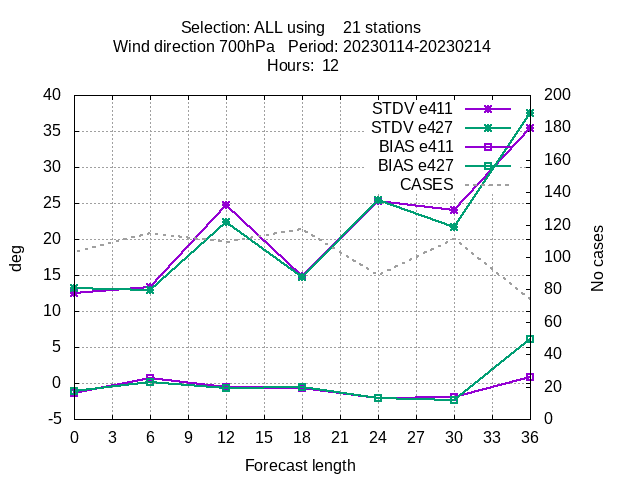 Selection: ALL using 21 stations
Wind direction 700hPa Period: 20230114-20230214
Hours: 12
40 200
35 180
30 160
25 140
20 120
15 100
10 80
5 60
0 40
-5 20
0
deg
No cases
STDV e411
STDV e427
BIAS e411
BIAS e427
CASES
0 3 6 9 12 15 18 21 24 27 30 33 36
Forecast length